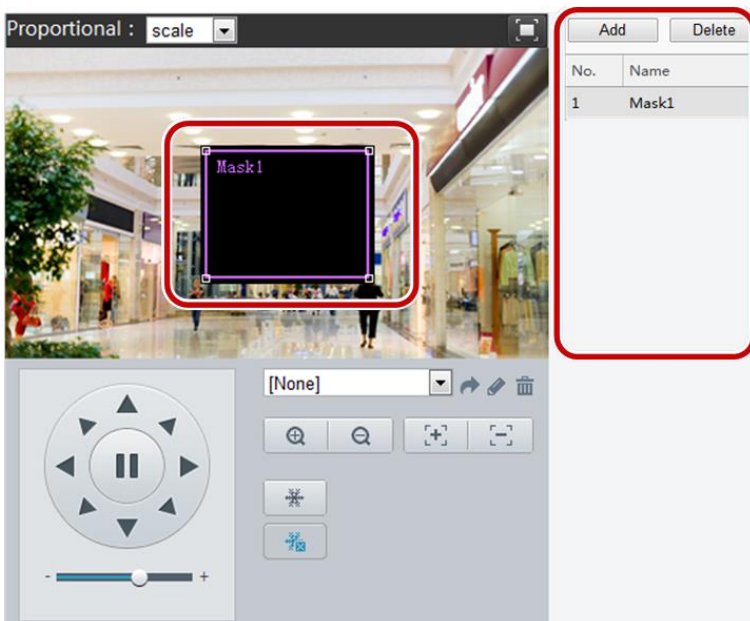 Proportional : scale
Add Delete
No. Name
1 Mask1
Mask1
[None]
- +